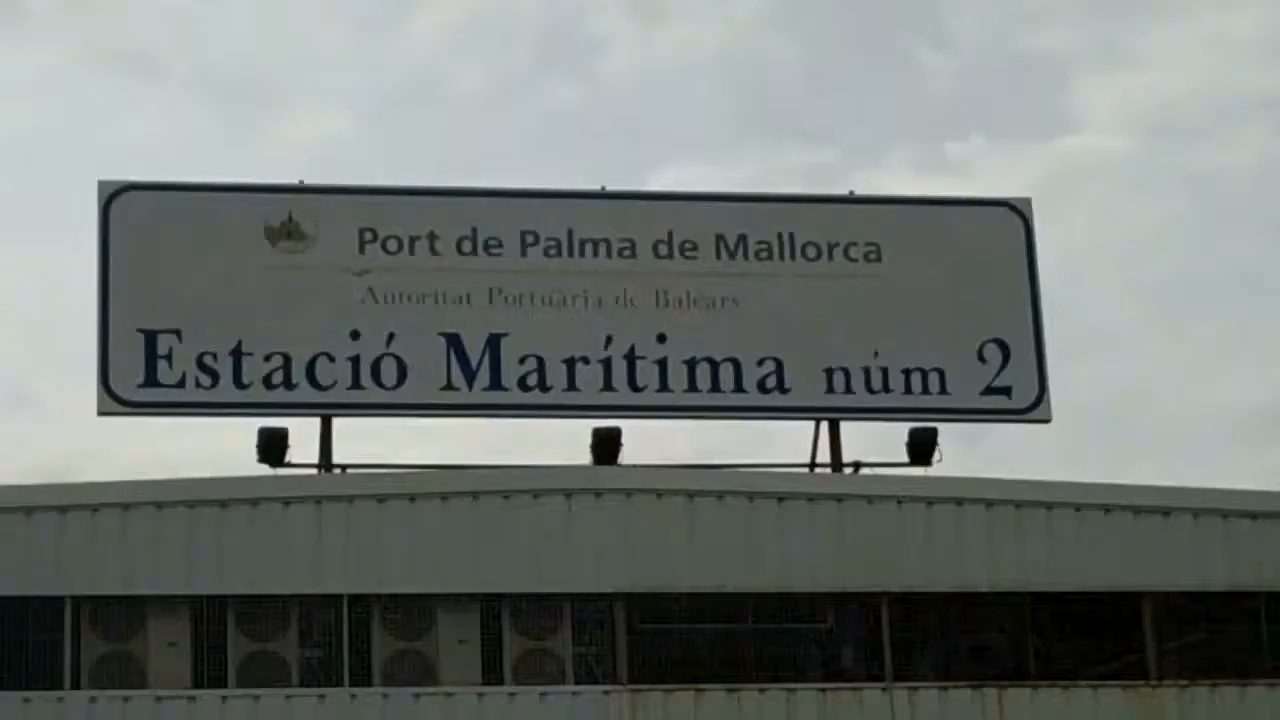 Port de Palma de Mallorca
Autoritat Portuària de Balears
Estació Marítima núm 2